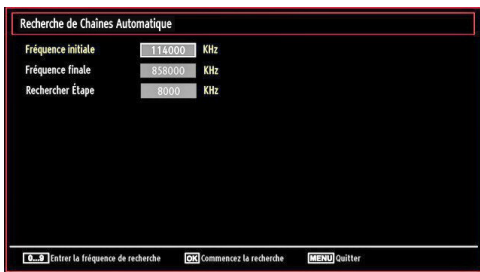 Recherche de Chaînes Automatique
Fréquence initiale 114000 KHz
Fréquence finale 858000 KHz
Rechercher Étape 8000 KHz
0...9 Entrer la fréquence de recherche OK Commencez la recherche MENU Quitter